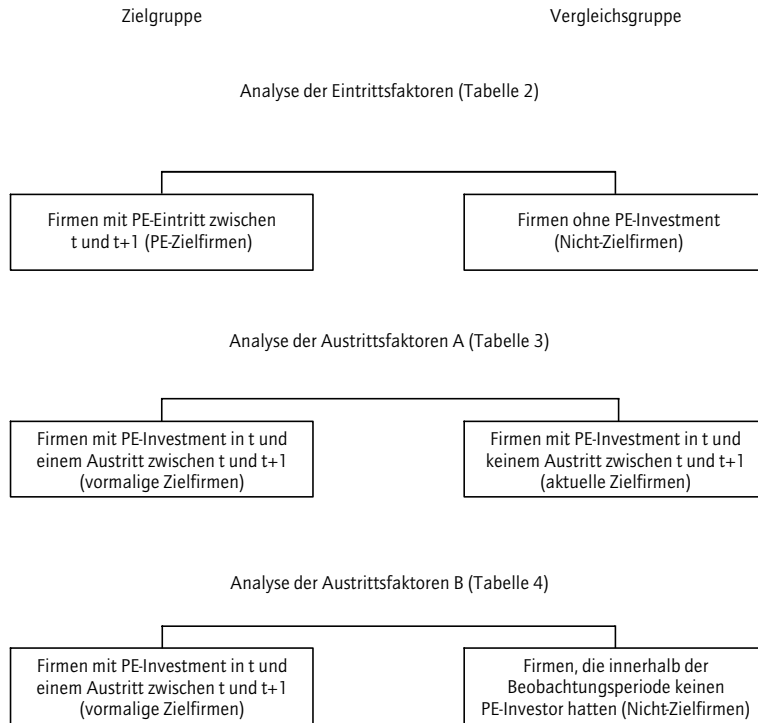 Zielgruppe
Vergleichsgruppe
Analyse der Eintrittsfaktoren (Tabelle 2)
Firmen mit PE-Eintritt zwischen
t und t+1 (PE-Zielfirmen)
Firmen ohne PE-Investment
(Nicht-Zielfirmen)
Analyse der Austrittsfaktoren A (Tabelle 3)
Firmen mit PE-Investment in t und
einem Austritt zwischen t und t+1
(vormalige Zielfirmen)
Firmen mit PE-Investment in t und
keinem Austritt zwischen t und t+1
(aktuelle Zielfirmen)
Analyse der Austrittsfaktoren B (Tabelle 4)
Firmen mit PE-Investment in t und
einem Austritt zwischen t und t+1
(vormalige Zielfirmen)
Firmen, die innerhalb der
Beobachtungsperiode keinen
PE-Investor hatten (Nicht-Zielfirmen)